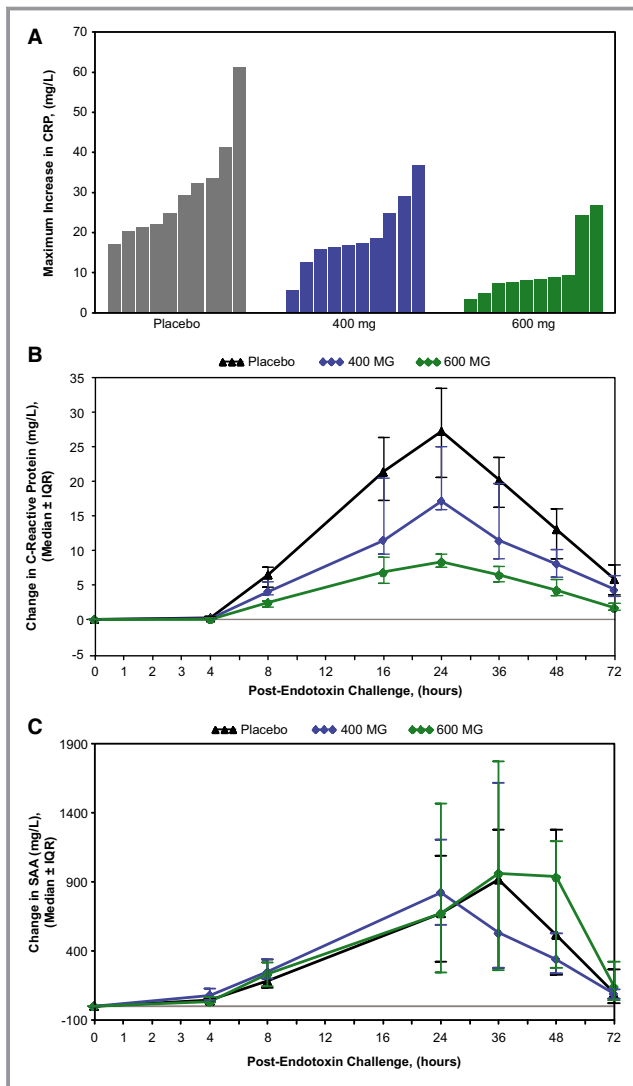 A
70
60
50
40
30
20
10
0
Maximum Increase in CRP, (mg/L)
Placebo 400 mg 600 mg
B
Placebo 400 MG 600 MG
35
30
25
20
15
10
5
0
-5
Change in C-Reactive Protein (mg/L),
(Median ± IQR)
0 1 2 3 4 8 12 16 24 36 48 72
Post-Endotoxin Challenge, (hours)
C
Placebo 400 MG 600 MG
1900
1400
900
400
-100
Change in SAA (mg/L),
(Median ± IQR)
0 1 2 3 4 8 12 16 24 36 48 72
Post-Endotoxin Challenge, (hours)